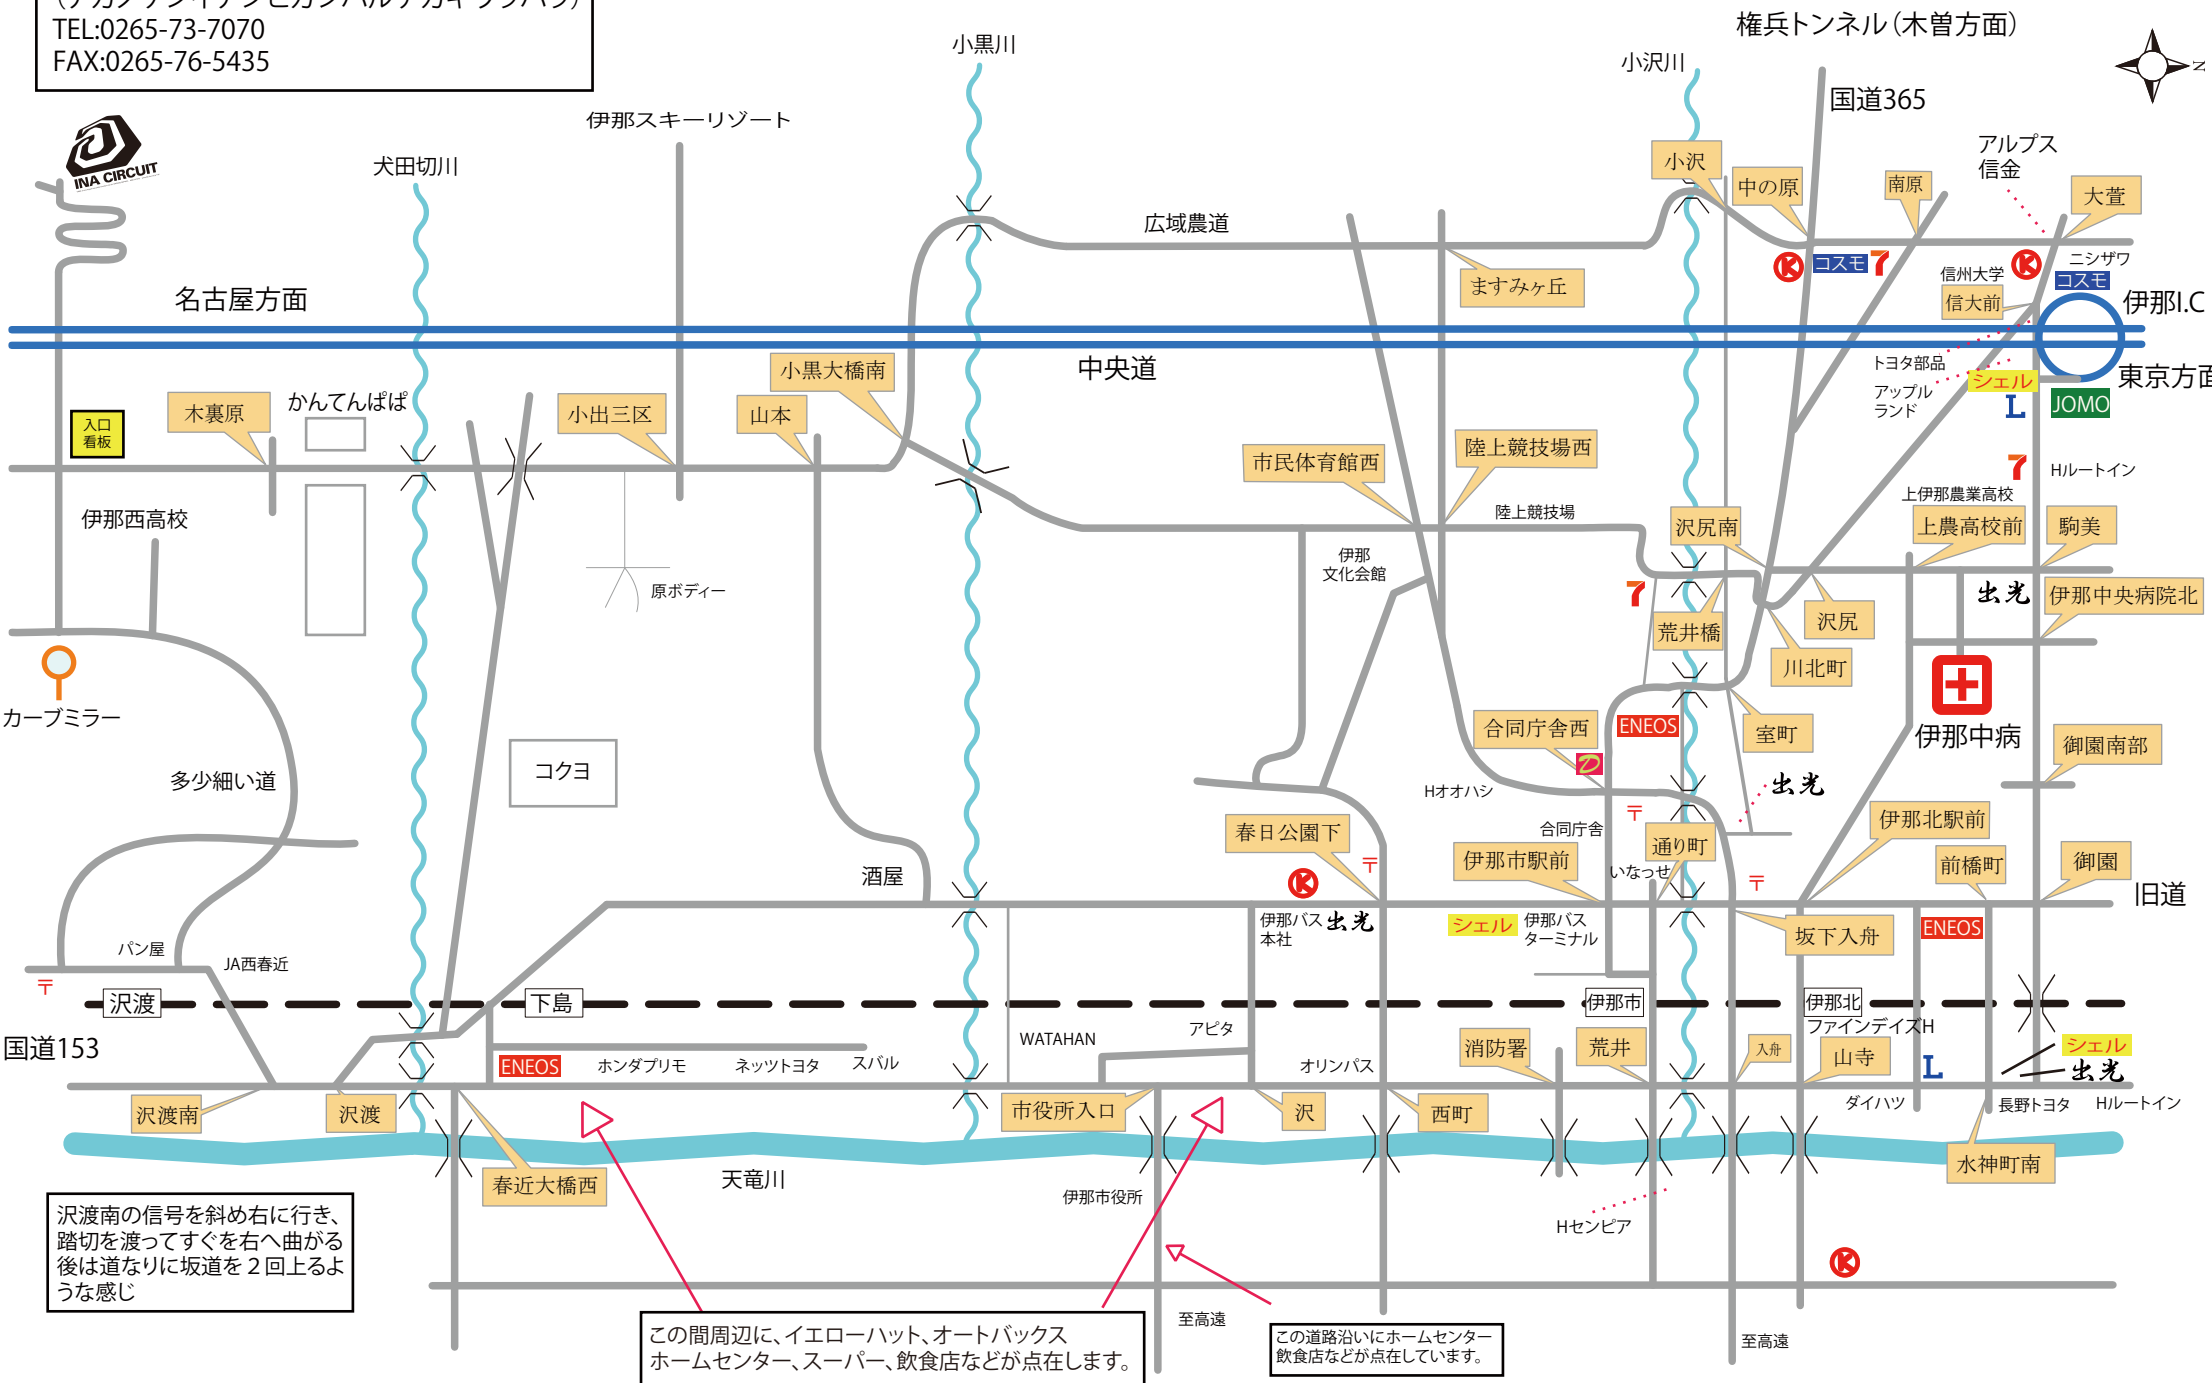 TEL:0265-73-7070
FAX:0265-76-5435
小黒川
小沢川
権兵トンネル（木曽方面）
N
国道365
INA CIRCUIT
伊那スキーリゾート
犬田切川
アルプス
信金
小沢
中の原
南原
大萱
広域農道
ますみヶ丘
K
コスモ
7
信州大学
K
ニシザワ
コスモ
信大前
伊那I.C
名古屋方面
中央道
トヨタ部品
アップル
ランド
シェル
L
JOMO
東京方面
入口
看板
木裏原
かんてんぱぱ
小出三区
山本
小黒大橋南
市民体育館西
陸上競技場西
7
Hルートイン
伊那西高校
陸上競技場
沢尻南
上伊那農業高校
上農高校前
駒美
伊那
文化会館
原ボディー
7
荒井橋
沢尻
出光
伊那中央病院北
川北町
カーブミラー
伊那中病
コクヨ
多少細い道
合同庁舎西
ENEOS
室町
御園南部
Hオオハシ
出光
〒
合同庁舎
春日公園下
〒
伊那市駅前
通り町
いなっせ
〒
伊那北駅前
前橋町
御園
旧道
酒屋
K
伊那バス
本社
出光
シェル
伊那バス
ターミナル
坂下入舟
ENEOS
パン屋
JA西春近
〒
沢渡
下島
伊那市
伊那北
国道153
ENEOS
ホンダプリモ
ネッツトヨタ
スバル
WATAHAN
アピタ
オリンパス
消防署
荒井
入舟
ファインデイズH
山寺
L
シェル
出光
沢渡南
沢渡
市役所入口
沢
西町
ダイハツ
長野トヨタ
Hルートイン
春近大橋西
天竜川
伊那市役所
水神町南
Hセンピア
沢渡南の信号を斜め右に行き、
踏切を渡ってすぐを右へ曲がる
後は道なりに坂道を２回上るよ
うな感じ
K
至高遠
至高遠
この間周辺に、イエローハット、オートバックス
ホームセンター、スーパー、飲食店などが点在します。
この道路沿いにホームセンター
飲食店などが点在しています。